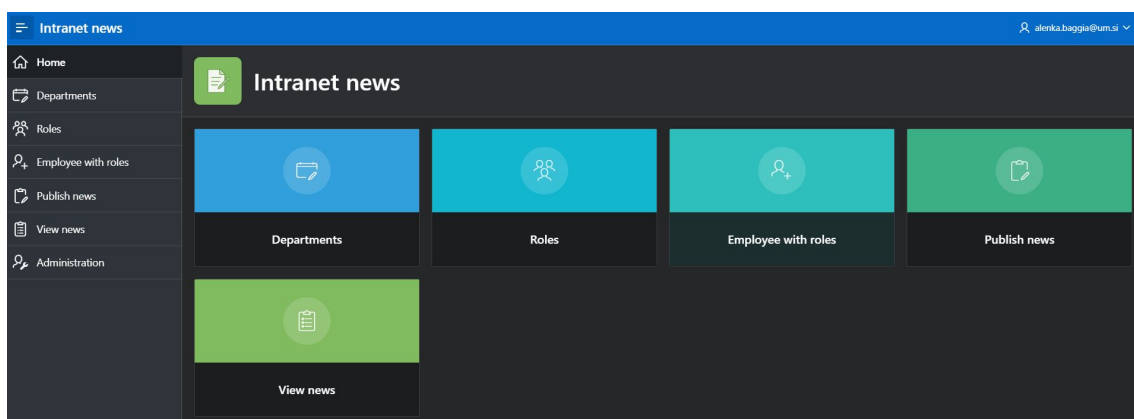 Intranet news
alenka.baggia@um.si
Home
Departments
Roles
Employee with roles
Publish news
View news
Administration
Intranet news
Departments
Roles
Employee with roles
Publish news
View news